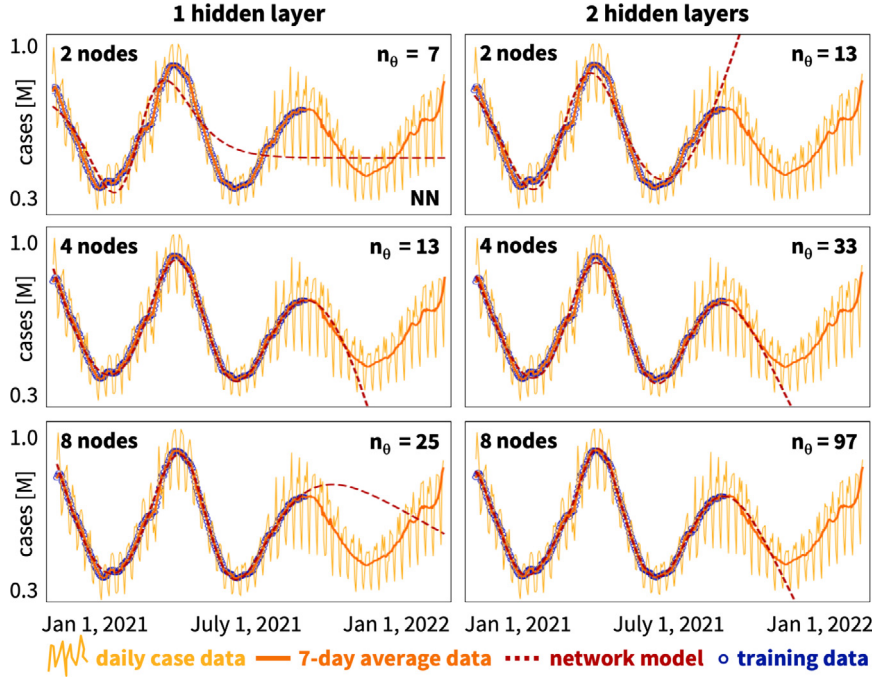 1 hidden layer
2 hidden layers
1.0
2 nodes
nθ = 7
cases [M]
0.3
NN
2 nodes
nθ = 13
1.0
4 nodes
nθ = 13
cases [M]
0.3
4 nodes
nθ = 33
1.0
8 nodes
nθ = 25
cases [M]
0.3
8 nodes
nθ = 97
Jan 1, 2021 July 1, 2021 Jan 1, 2022
Jan 1, 2021 July 1, 2021 Jan 1, 2022
daily case data 7-day average data network model training data